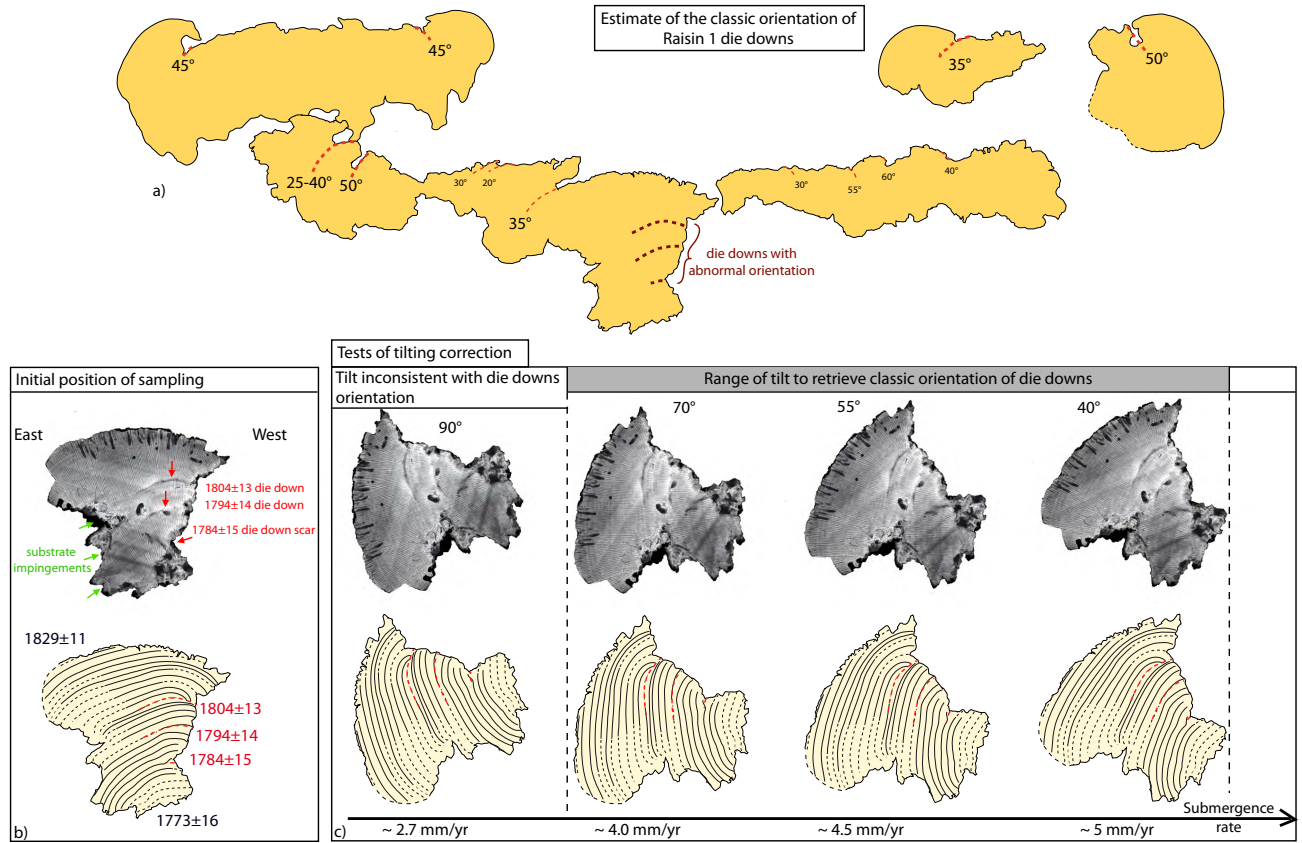 Estimate of the classic orientation of
Raisin 1 die downs
45°
45°
35°
50°
25-40°
50°
30°
20°
35°
30°
55°
60°
40°
a)
die downs with
abnormal orientation
Initial position of sampling
East
West
1804±13 die down
1794±14 die down
1784±15 die down scar
substrate
impingements
1829±11
1804±13
1794±14
1784±15
1773±16
b)
Tests of tilting correction
Tilt inconsistent with die downs
orientation
Range of tilt to retrieve classic orientation of die downs
90°
70°
55°
40°
c)
~ 2.7 mm/yr
~ 4.0 mm/yr
~ 4.5 mm/yr
~ 5 mm/yr
Submergence
rate